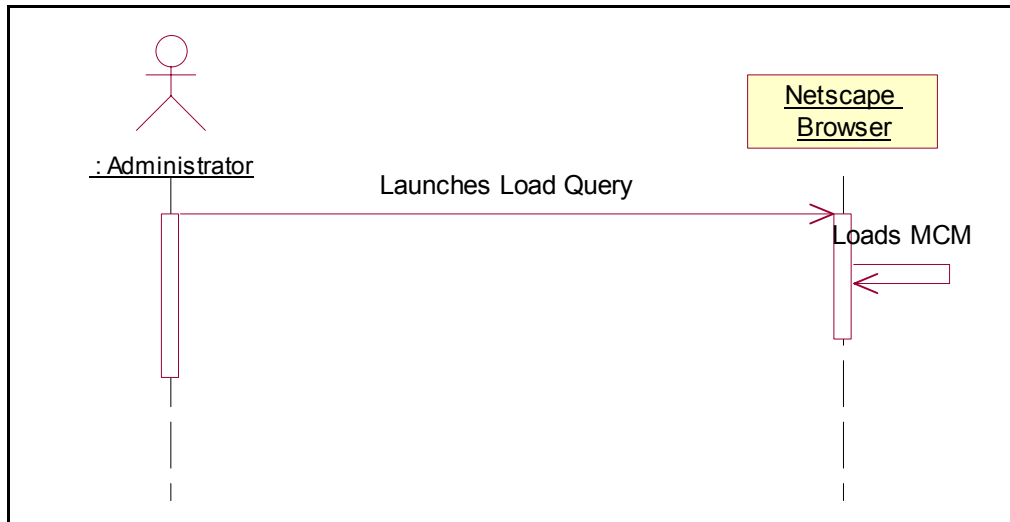 Netscape
Browser
: Administrator
Launches Load Query
Loads MCM